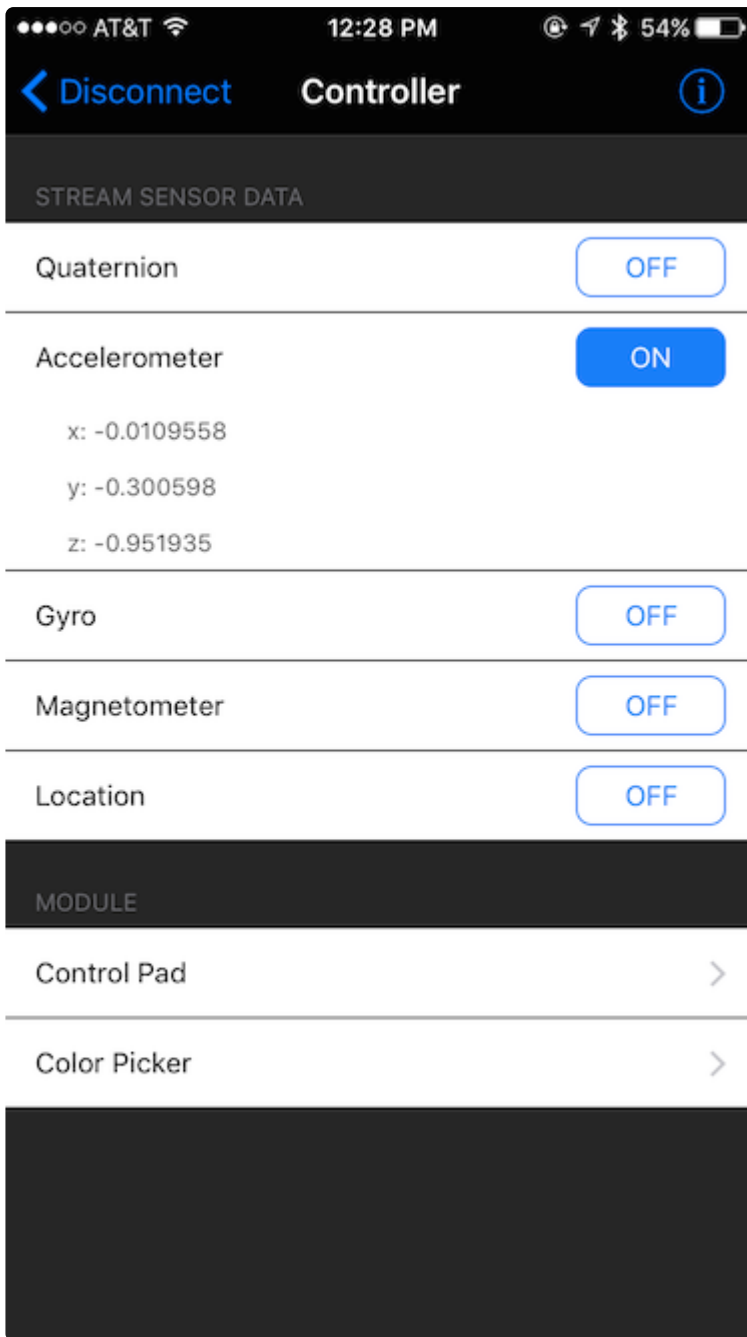 AT&T 12:28 PM 54%
Disconnect Controller i
STREAM SENSOR DATA
Quaternion OFF
Accelerometer ON
x: -0.0109558
y: -0.300598
z: -0.951935
Gyro OFF
Magnetometer OFF
Location OFF
MODULE
Control Pad
Color Picker